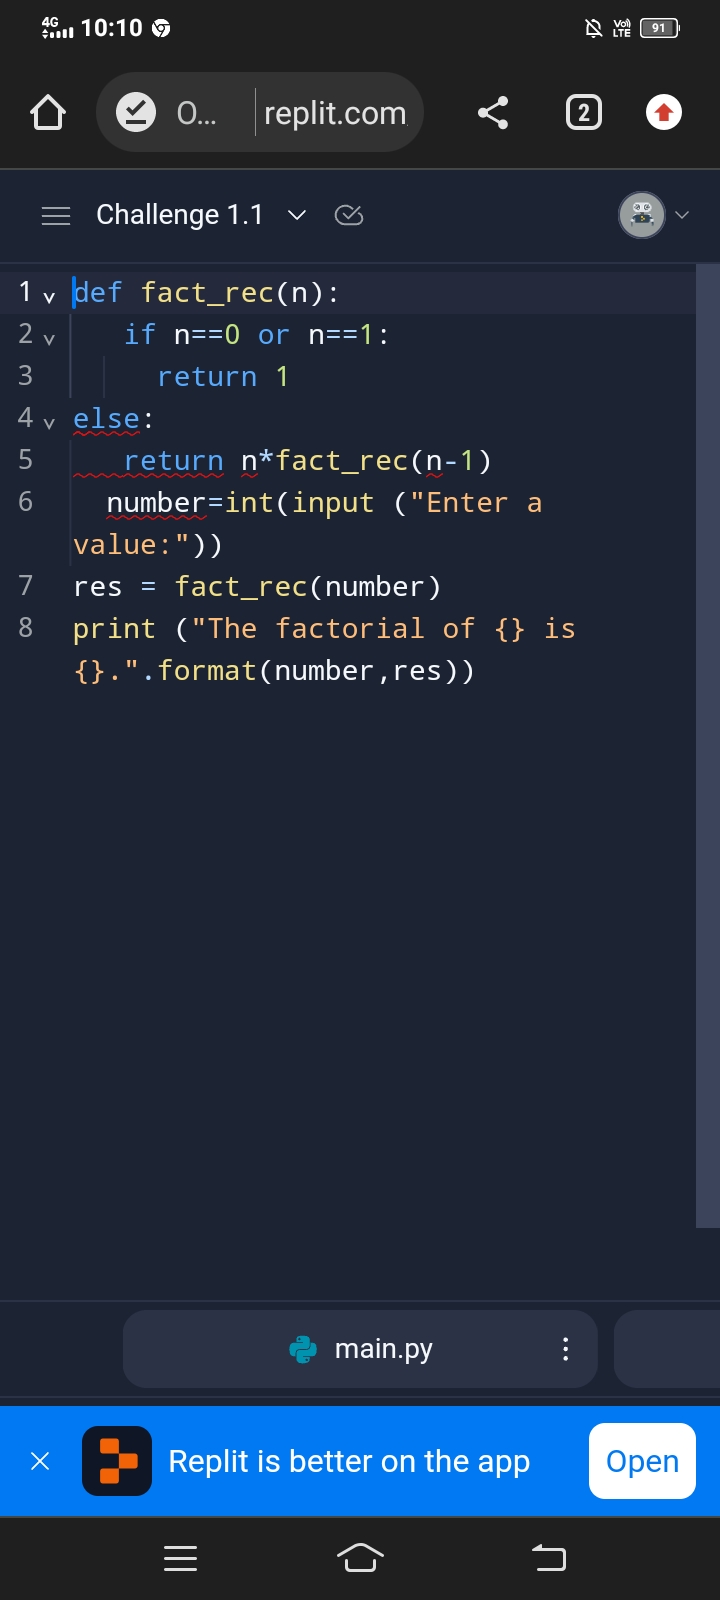 4G 10:10 Vo) LTE 91
O... replit.com 2
Challenge 1.1
1 def fact_rec(n):
2 if n==0 or n==1:
3 return 1
4 else:
5 return n*fact_rec(n-1)
6 number=int(input ("Enter a
value:"))
7 res = fact_rec(number)
8 print ("The factorial of {} is
{}.".format(number,res))
main.py
Replit is better on the app Open